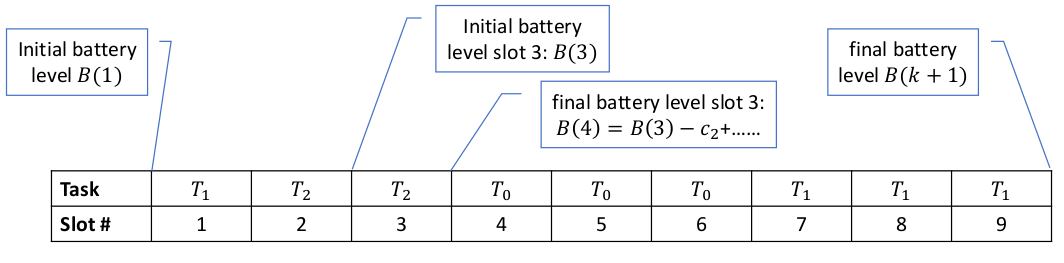 Initial battery
level B(1)
Initial battery
level slot 3: B(3)
final battery level slot 3:
B(4) = B(3) − c₂+……
final battery
level B(k + 1)
Task T₁ T₂ T₂ T₀ T₀ T₀ T₁ T₁ T₁
Slot # 1 2 3 4 5 6 7 8 9